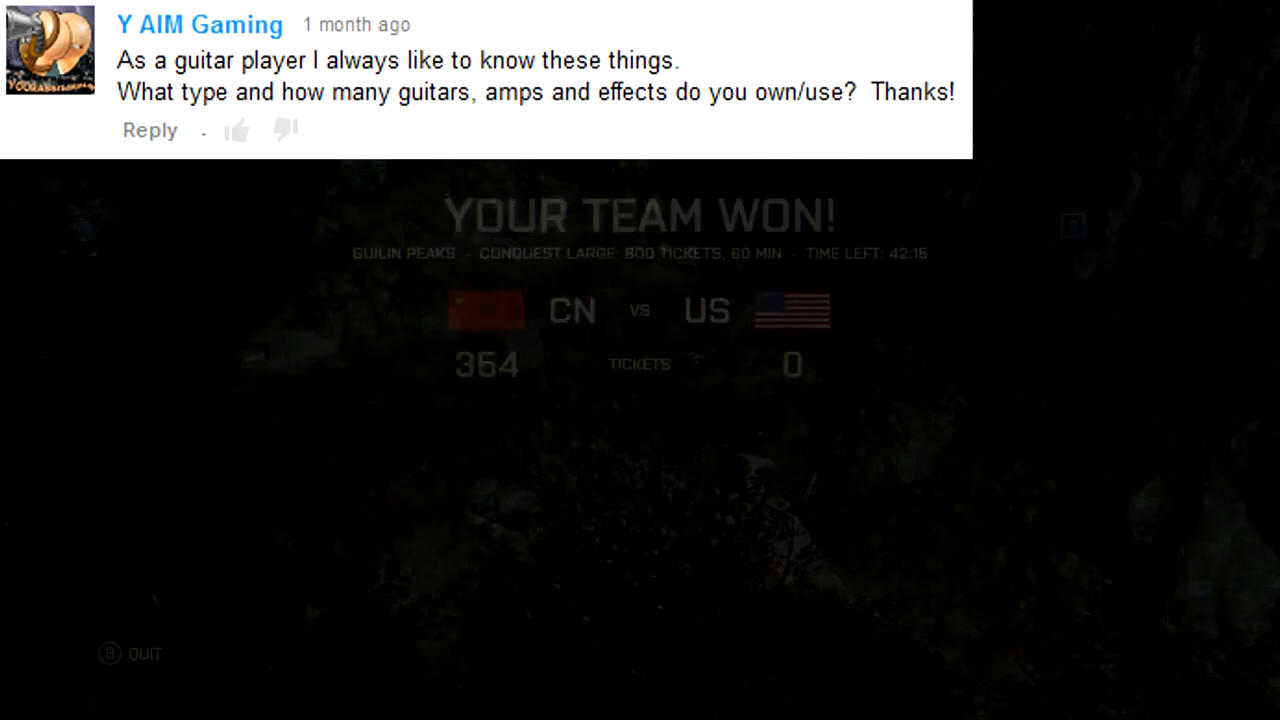 Y AIM Gaming 1 month ago
As a guitar player I always like to know these things.
What type and how many guitars, amps and effects do you own/use?  Thanks!
Reply .
YOUR TEAM WON!
GUILIN PEAKS - CONQUEST LARGE: 800 TICKETS, 60 MIN - TIME LEFT: 42:15
CN VS US
364 TICKETS 0
B QUIT